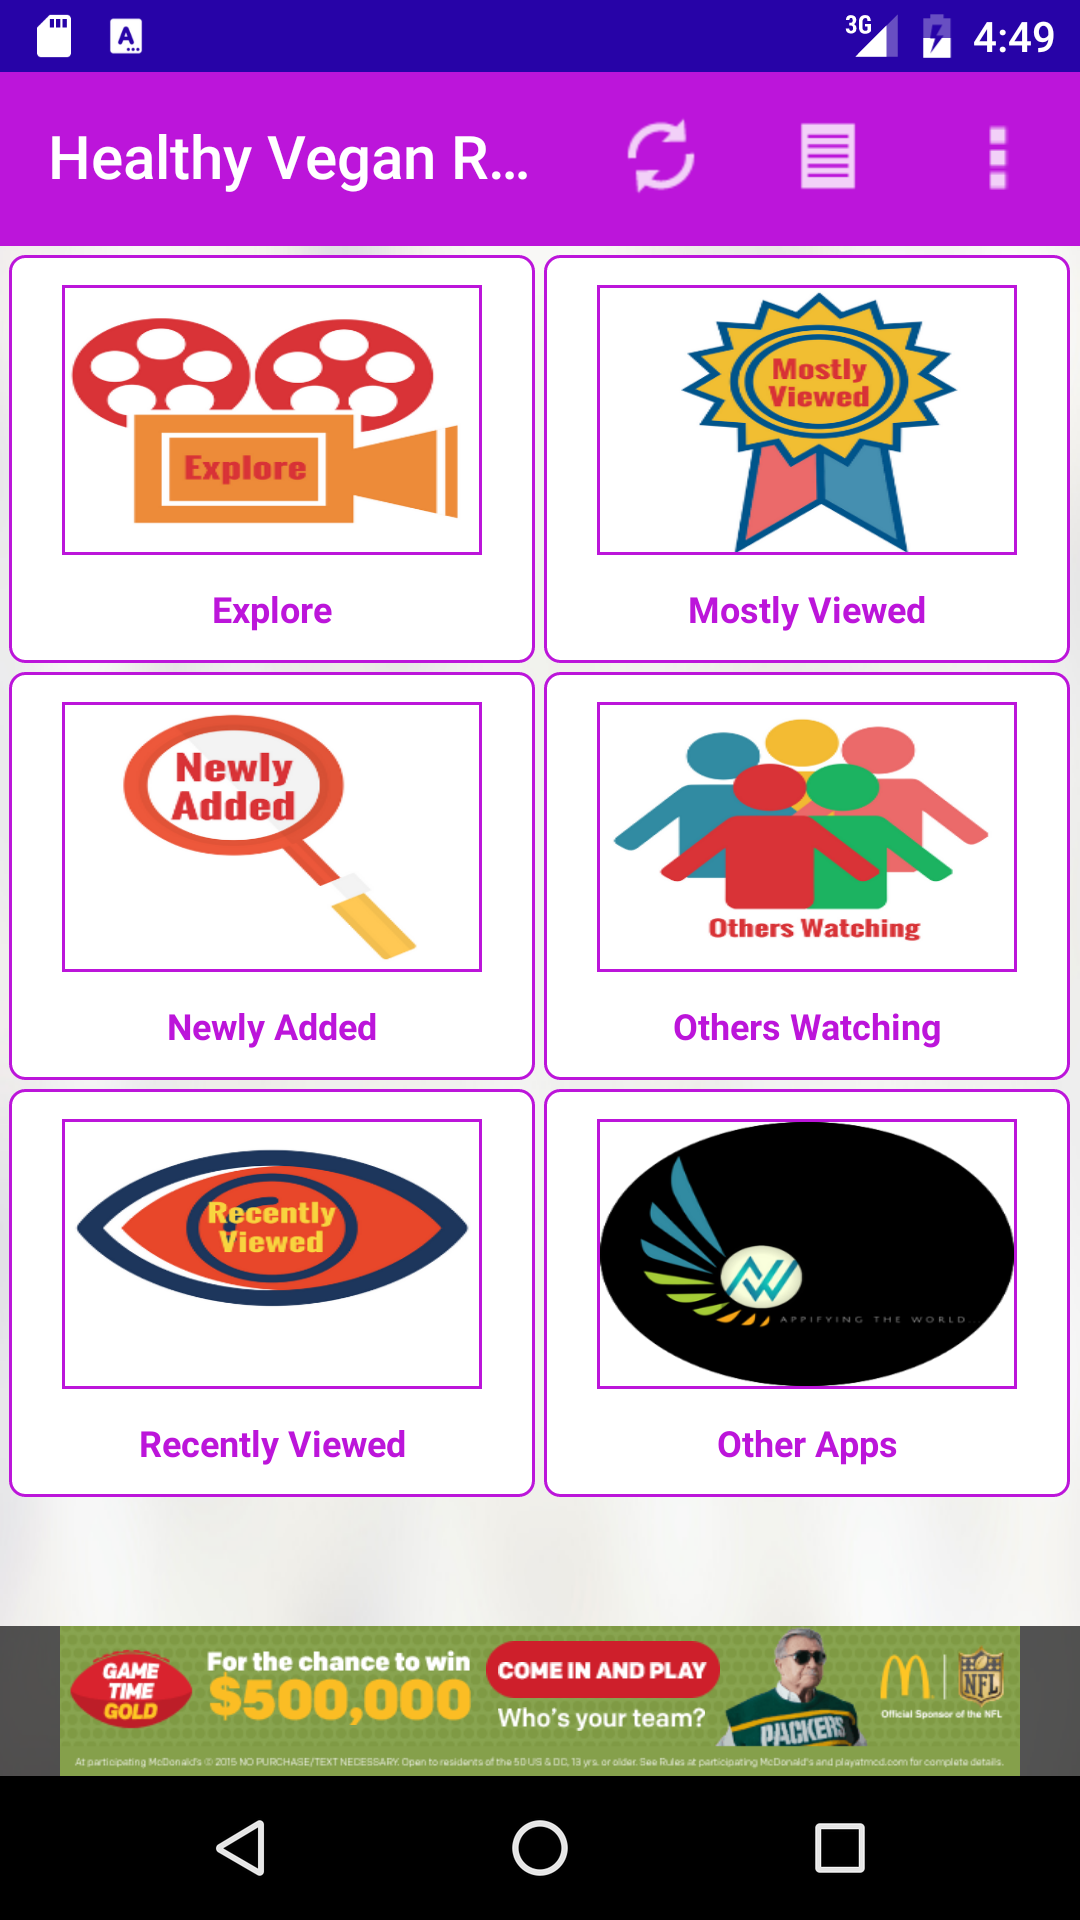 A
3G
4:49
Healthy Vegan R...
Explore
Explore
Mostly
Viewed
Mostly Viewed
Newly
Added
Newly Added
Others Watching
Others Watching
Recently
Viewed
Recently Viewed
APPIFYING THE WORLD...
Other Apps
GAME
TIME
GOLD
For the chance to win
$500,000
COME IN AND PLAY
Who's your team?
PACKERS
NFL
Official Sponsor of the NFL
At participating McDonald's © 2015 NO PURCHASE/TEXT NECESSARY. Open to residents of the 50 US & DC, 13 yrs. or older. See Rules at participating McDonald's and playatmcd.com for complete details.